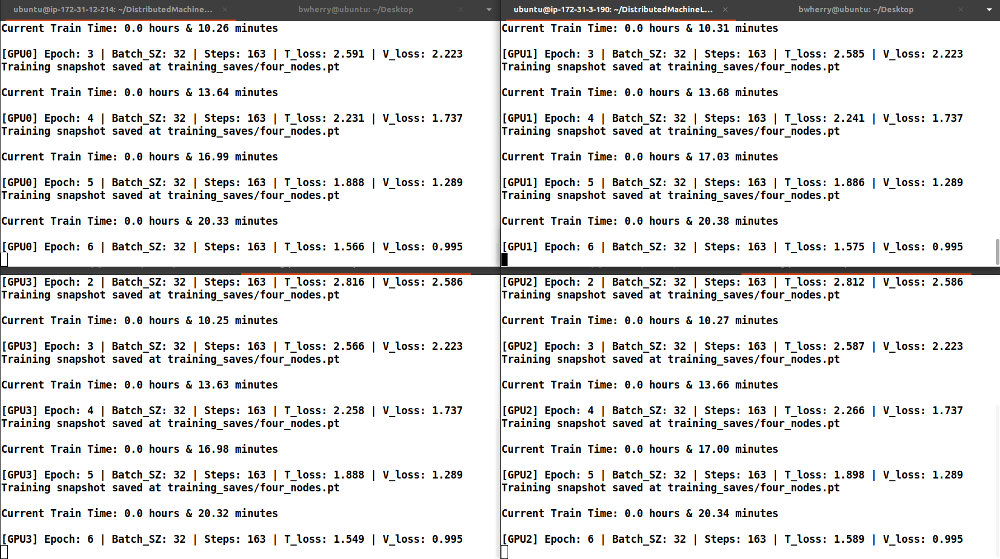 ubuntu@ip-172-31-12-214: ~/DistributedMachine... × bwherry@ubuntu: ~/Desktop ×
Current Train Time: 0.0 hours & 10.26 minutes
[GPU0] Epoch: 3 | Batch_SZ: 32 | Steps: 163 | T_loss: 2.591 | V_loss: 2.223
Training snapshot saved at training_saves/four_nodes.pt
Current Train Time: 0.0 hours & 13.64 minutes
[GPU0] Epoch: 4 | Batch_SZ: 32 | Steps: 163 | T_loss: 2.231 | V_loss: 1.737
Training snapshot saved at training_saves/four_nodes.pt
Current Train Time: 0.0 hours & 16.99 minutes
[GPU0] Epoch: 5 | Batch_SZ: 32 | Steps: 163 | T_loss: 1.888 | V_loss: 1.289
Training snapshot saved at training_saves/four_nodes.pt
Current Train Time: 0.0 hours & 20.33 minutes
[GPU0] Epoch: 6 | Batch_SZ: 32 | Steps: 163 | T_loss: 1.566 | V_loss: 0.995
ubuntu@ip-172-31-3-190: ~/DistributedMachineL... × bwherry@ubuntu: ~/Desktop ×
Current Train Time: 0.0 hours & 10.31 minutes
[GPU1] Epoch: 3 | Batch_SZ: 32 | Steps: 163 | T_loss: 2.585 | V_loss: 2.223
Training snapshot saved at training_saves/four_nodes.pt
Current Train Time: 0.0 hours & 13.68 minutes
[GPU1] Epoch: 4 | Batch_SZ: 32 | Steps: 163 | T_loss: 2.241 | V_loss: 1.737
Training snapshot saved at training_saves/four_nodes.pt
Current Train Time: 0.0 hours & 17.03 minutes
[GPU1] Epoch: 5 | Batch_SZ: 32 | Steps: 163 | T_loss: 1.886 | V_loss: 1.289
Training snapshot saved at training_saves/four_nodes.pt
Current Train Time: 0.0 hours & 20.38 minutes
[GPU1] Epoch: 6 | Batch_SZ: 32 | Steps: 163 | T_loss: 1.575 | V_loss: 0.995
[GPU3] Epoch: 2 | Batch_SZ: 32 | Steps: 163 | T_loss: 2.816 | V_loss: 2.586
Training snapshot saved at training_saves/four_nodes.pt
Current Train Time: 0.0 hours & 10.25 minutes
[GPU3] Epoch: 3 | Batch_SZ: 32 | Steps: 163 | T_loss: 2.566 | V_loss: 2.223
Training snapshot saved at training_saves/four_nodes.pt
Current Train Time: 0.0 hours & 13.63 minutes
[GPU3] Epoch: 4 | Batch_SZ: 32 | Steps: 163 | T_loss: 2.258 | V_loss: 1.737
Training snapshot saved at training_saves/four_nodes.pt
Current Train Time: 0.0 hours & 16.98 minutes
[GPU3] Epoch: 5 | Batch_SZ: 32 | Steps: 163 | T_loss: 1.888 | V_loss: 1.289
Training snapshot saved at training_saves/four_nodes.pt
Current Train Time: 0.0 hours & 20.32 minutes
[GPU3] Epoch: 6 | Batch_SZ: 32 | Steps: 163 | T_loss: 1.549 | V_loss: 0.995
[GPU2] Epoch: 2 | Batch_SZ: 32 | Steps: 163 | T_loss: 2.812 | V_loss: 2.586
Training snapshot saved at training_saves/four_nodes.pt
Current Train Time: 0.0 hours & 10.27 minutes
[GPU2] Epoch: 3 | Batch_SZ: 32 | Steps: 163 | T_loss: 2.587 | V_loss: 2.223
Training snapshot saved at training_saves/four_nodes.pt
Current Train Time: 0.0 hours & 13.66 minutes
[GPU2] Epoch: 4 | Batch_SZ: 32 | Steps: 163 | T_loss: 2.266 | V_loss: 1.737
Training snapshot saved at training_saves/four_nodes.pt
Current Train Time: 0.0 hours & 17.00 minutes
[GPU2] Epoch: 5 | Batch_SZ: 32 | Steps: 163 | T_loss: 1.898 | V_loss: 1.289
Training snapshot saved at training_saves/four_nodes.pt
Current Train Time: 0.0 hours & 20.34 minutes
[GPU2] Epoch: 6 | Batch_SZ: 32 | Steps: 163 | T_loss: 1.589 | V_loss: 0.995